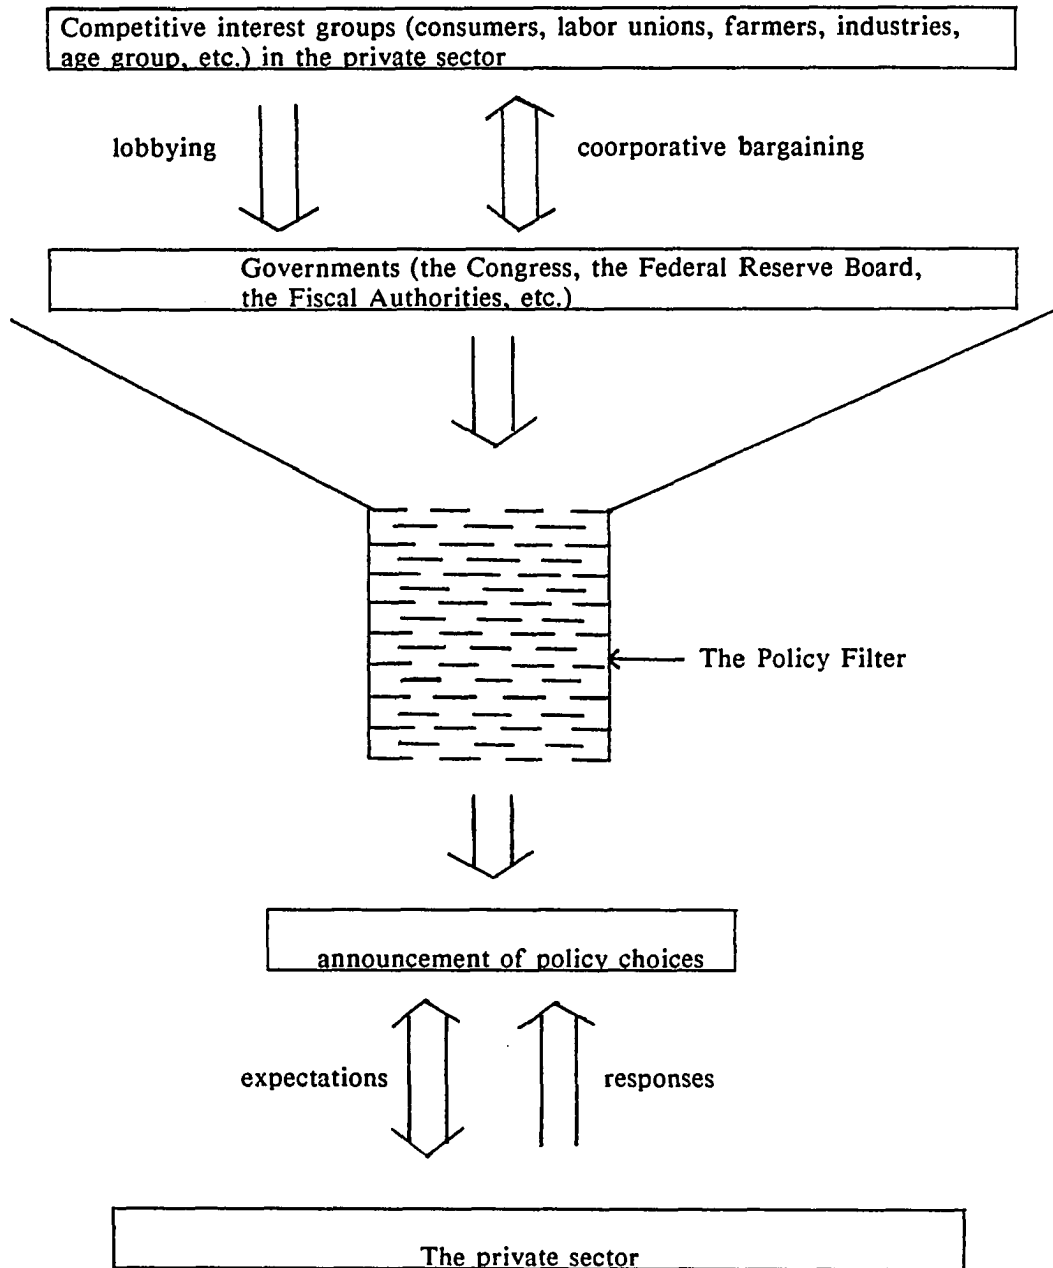 Competitive interest groups (consumers, labor unions, farmers, industries,
age group, etc.) in the private sector
lobbying
coorporative bargaining
Governments (the Congress, the Federal Reserve Board,
the Fiscal Authorities, etc.)
The Policy Filter
announcement of policy choices
expectations
responses
The private sector